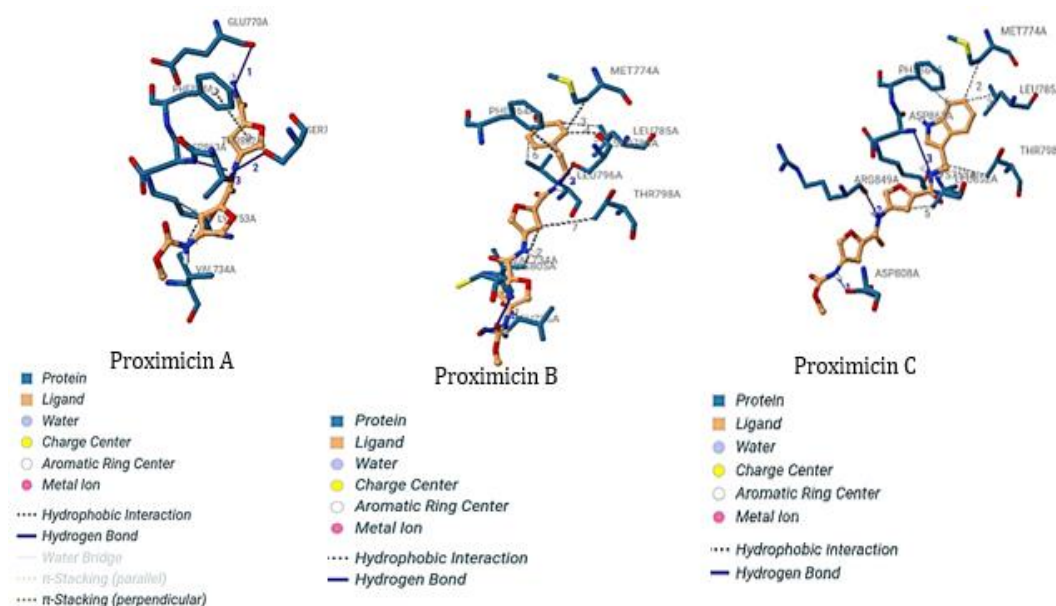 GLU770A
SER7
VAL734A
Proximicin A
Protein
Ligand
Water
Charge Center
Aromatic Ring Center
Metal Ion
Hydrophobic Interaction
Hydrogen Bond
Water Bridge
π-Stacking (parallel)
π-Stacking (perpendicular)
MET774A
LEU785A
LEU796A
THR798A
Proximicin B
Protein
Ligand
Water
Charge Center
Aromatic Ring Center
Metal Ion
Hydrophobic Interaction
Hydrogen Bond
MET774A
LEU785
THR798
ARG849A
ASP808A
Proximicin C
Protein
Ligand
Water
Charge Center
Aromatic Ring Center
Metal Ion
Hydrophobic Interaction
Hydrogen Bond